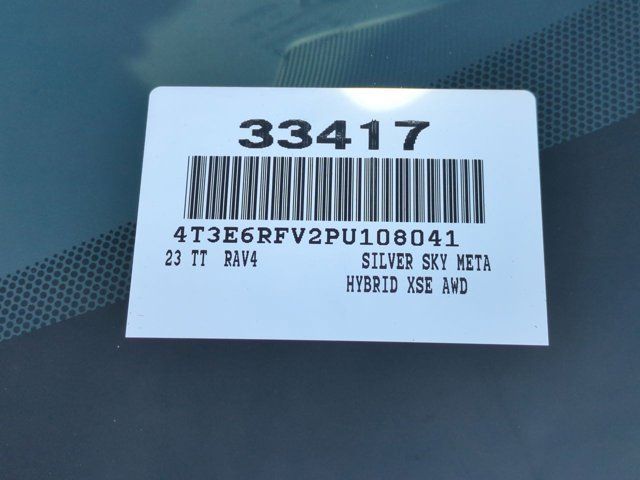 33417
4T3E6RFV2PU108041
23 TT RAV4 SILVER SKY META
HYBRID XSE AWD